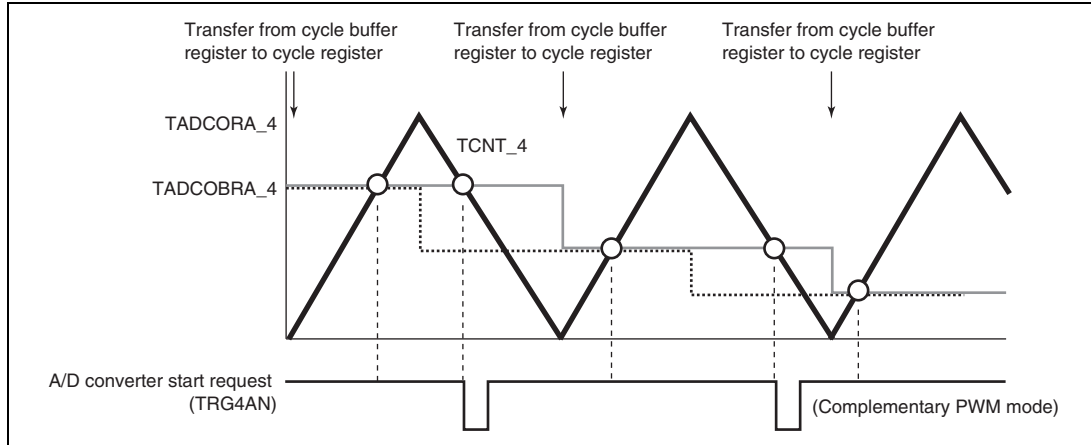 Transfer from cycle buffer
register to cycle register
Transfer from cycle buffer
register to cycle register
Transfer from cycle buffer
register to cycle register
TADCORA_4
TCNT_4
TADCOBRA_4
A/D converter start request
(TRG4AN)
(Complementary PWM mode)